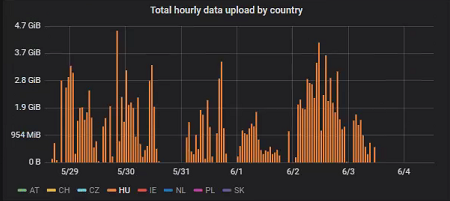 Total hourly data upload by country
4.7 GiB
3.7 GiB
2.8 GiB
1.9 GiB
954 MiB
0 B
5/29 5/30 5/31 6/1 6/2 6/3 6/4
AT CH CZ HU IE NL PL SK